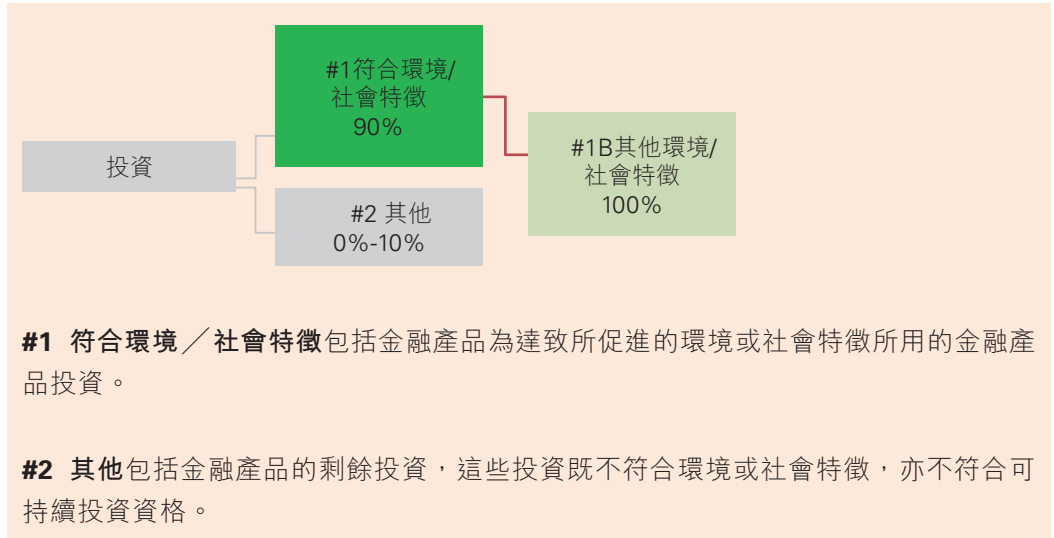 #1符合環境/
社會特徵
90%
投資
#1B其他環境/
社會特徵
100%
#2 其他
0%-10%
#1 符合環境／社會特徵包括金融產品為達致所促進的環境或社會特徵所用的金融產
品投資。
#2 其他包括金融產品的剩餘投資，這些投資既不符合環境或社會特徵，亦不符合可
持續投資資格。